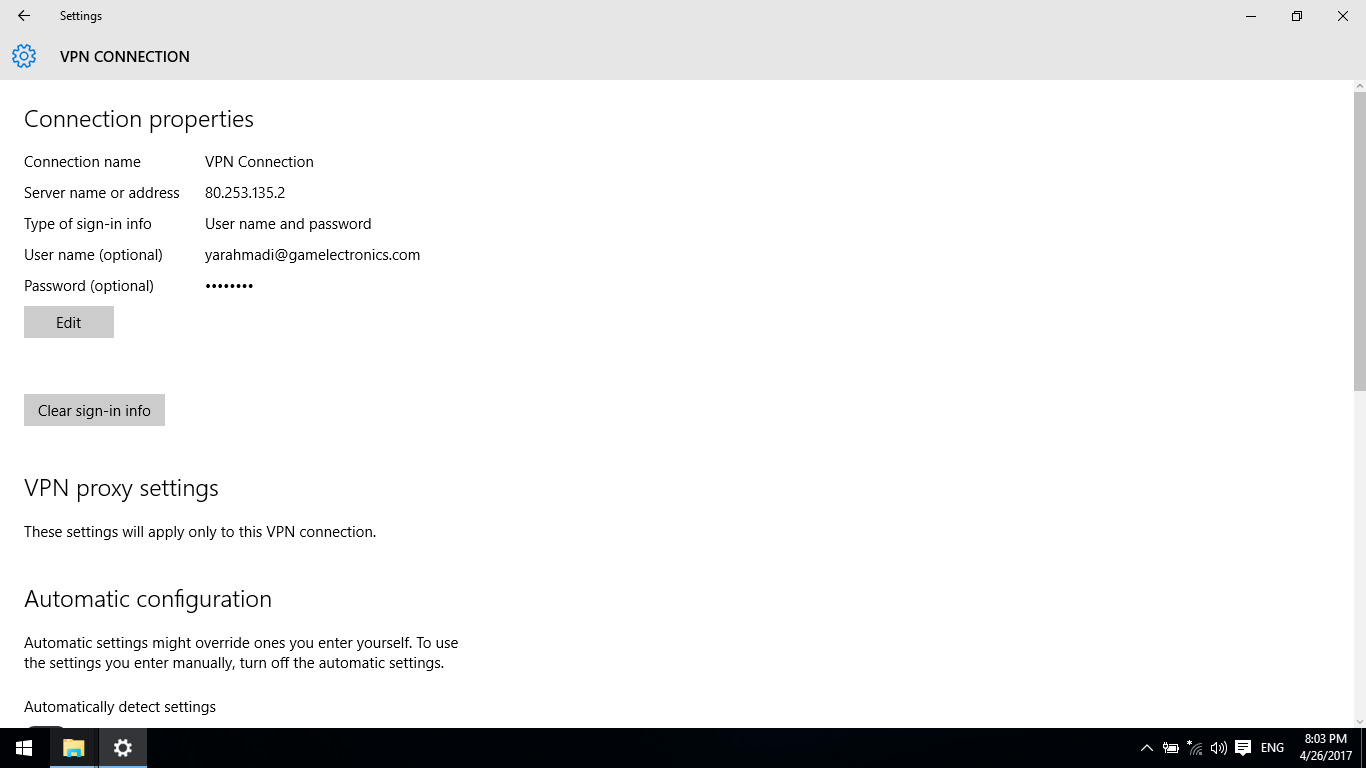 Settings
VPN CONNECTION
Connection properties
Connection name VPN Connection
Server name or address 80.253.135.2
Type of sign-in info User name and password
User name (optional) yarahmadi@gamelectronics.com
Password (optional) ••••••••
Edit
Clear sign-in info
VPN proxy settings
These settings will apply only to this VPN connection.
Automatic configuration
Automatic settings might override ones you enter yourself. To use
the settings you enter manually, turn off the automatic settings.
Automatically detect settings
ENG
8:03 PM
4/26/2017